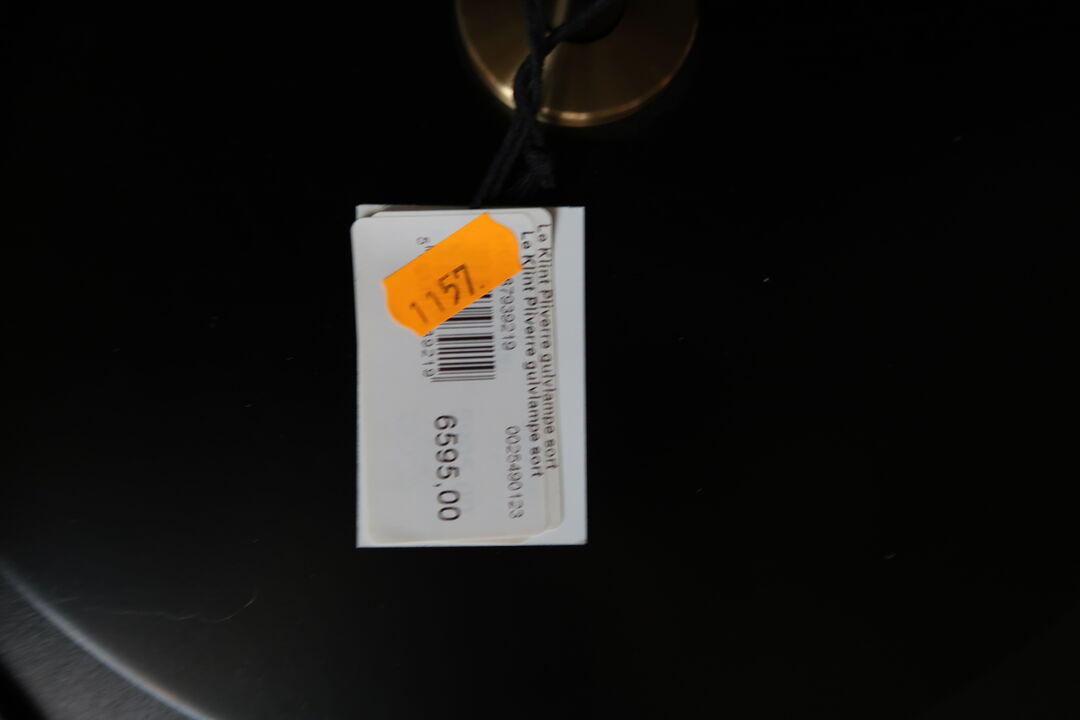 Le Klint Pliverre gulvlampe sort
Le Klint Pliverre gulvlampe sort
0025490123
6595,00
1157.